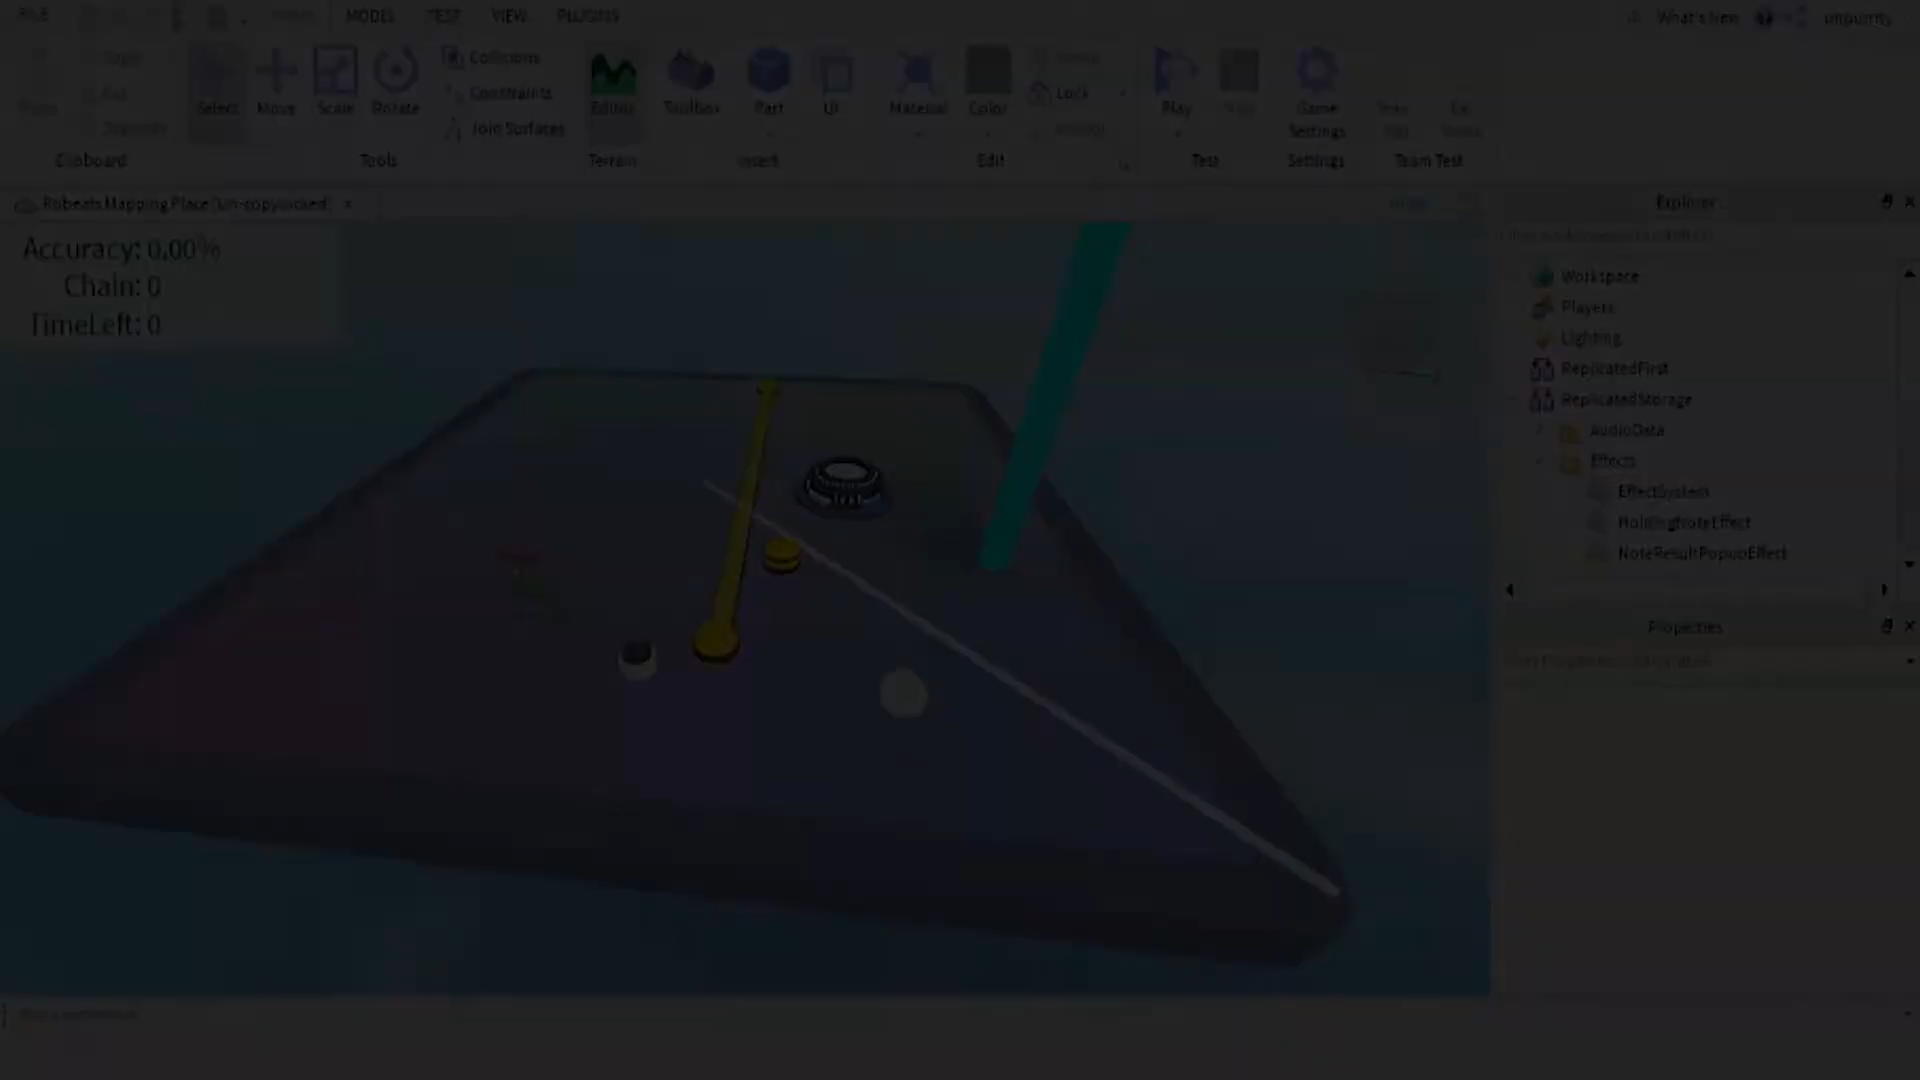 FILE MODEL TEST VIEW PLUGINS What's New
Collisions
Select Move Scale Rotate Constraints Editor Toolbox Part UI Material Color Lock Play Game Settings
Join Surfaces
Clipboard Tools Terrain Insert Edit Test Settings Team Test
Robeats Mapping Place [Un-copylocked] ×
Accuracy: 0.00%
Chain: 0
TimeLeft: 0
Explorer
Workspace
Players
Lighting
ReplicatedFirst
ReplicatedStorage
AudioData
Effects
EffectSystem
HoldingNoteEffect
NoteResultPopupEffect
Properties